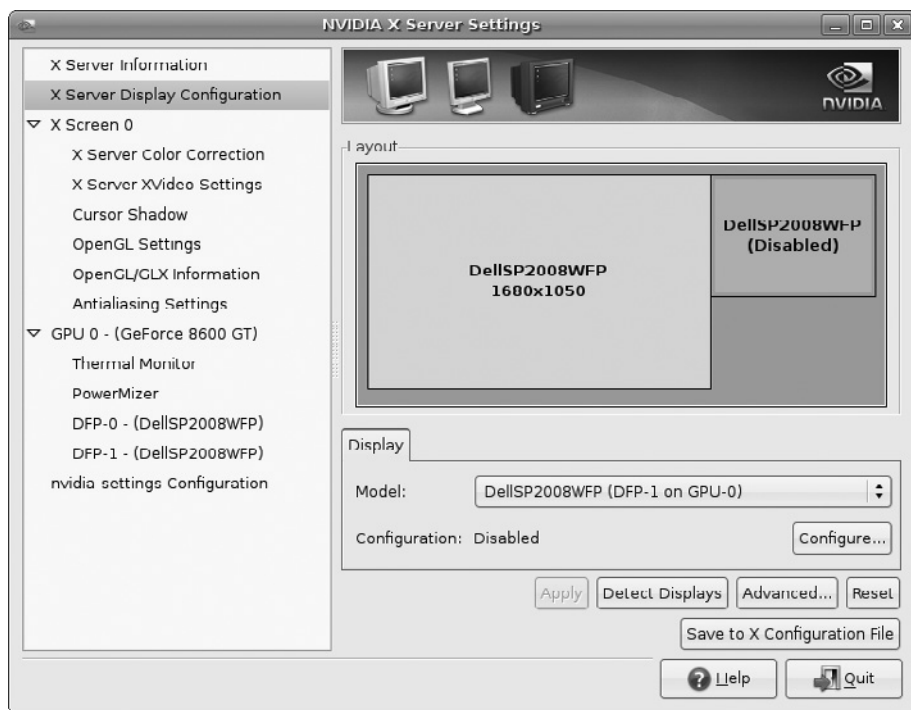 NVIDIA X Server Settings
X Server Information
X Server Display Configuration
X Screen 0
X Server Color Correction
X Server XVideo Settings
Cursor Shadow
OpenGL Settings
OpenGL/GLX Information
Antialiasing Settings
GPU 0 - (GeForce 8600 GT)
Thermal Monitor
PowerMizer
DFP-0 - (DellSP2008WFP)
DFP-1 - (DellSP2008WFP)
nvidia settings Configuration
NVIDIA
Layout
DellSP2008WFP
1680x1050
DellSP2008WFP
(Disabled)
Display
Model:
DellSP2008WFP (DFP-1 on GPU-0)
Configuration: Disabled
Configure...
Apply
Detect Displays
Advanced...
Reset
Save to X Configuration File
Help
Quit